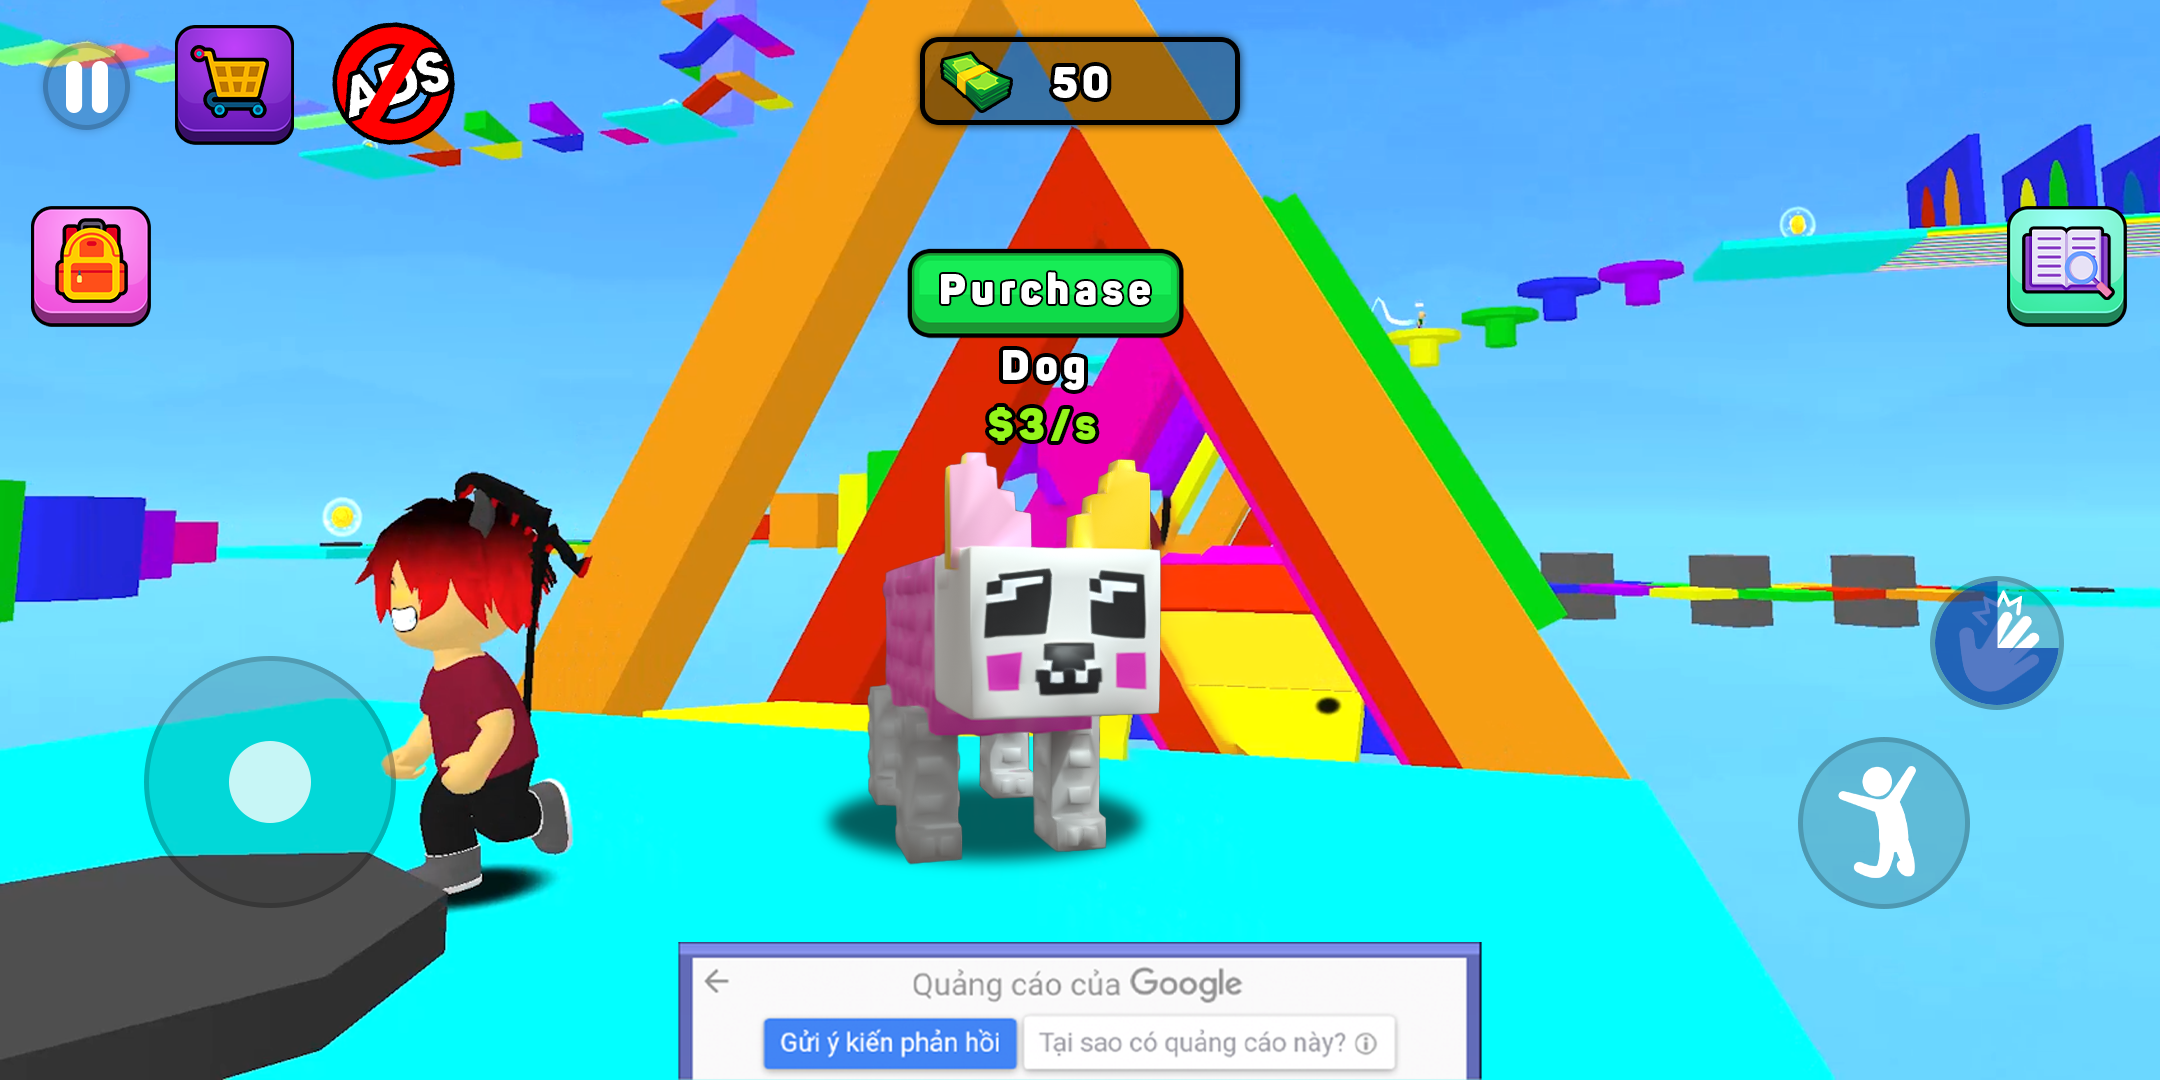 ADS
50
Purchase
Dog
$3/s
Quảng cáo của Google
Gửi ý kiến phản hồi
Tại sao có quảng cáo này?